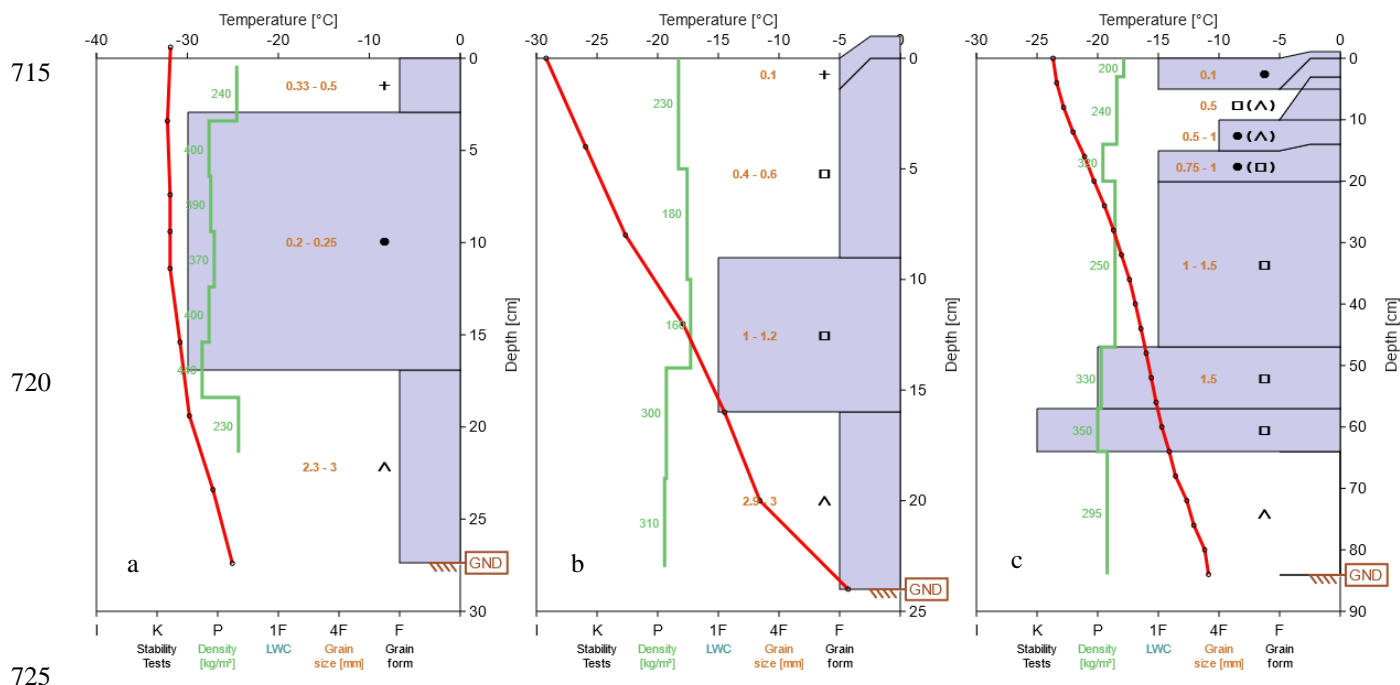 Temperature [°C] Temperature [°C] Temperature [°C]
-40 -30 -20 -10 0 -30 -25 -20 -15 -10 -5 0 -30 -25 -20 -15 -10 -5 0
715
720
725
0.33 - 0.5
240
400
390
0.2 - 0.25
370
400
440
230
2.3 - 3
a
GND
0
5
10
15
20
25
30
Depth [cm]
I K P 1F 4F F
Stability Density LWC Grain Grain
Tests [kg/m³] size [mm] form
0.1
230
0.4 - 0.6
180
160
1 - 1.2
300
2.9 - 3
310
b
GND
0
5
10
15
20
25
Depth [cm]
I K P 1F 4F F
Stability Density LWC Grain Grain
Tests [kg/m³] size [mm] form
200
0.1
240
0.5
0.5 - 1
320
0.75 - 1
250
1 - 1.5
330
1.5
350
295
c
GND
0
10
20
30
40
50
60
70
80
90
Depth [cm]
I K P 1F 4F F
Stability Density LWC Grain Grain
Tests [kg/m³] size [mm] form